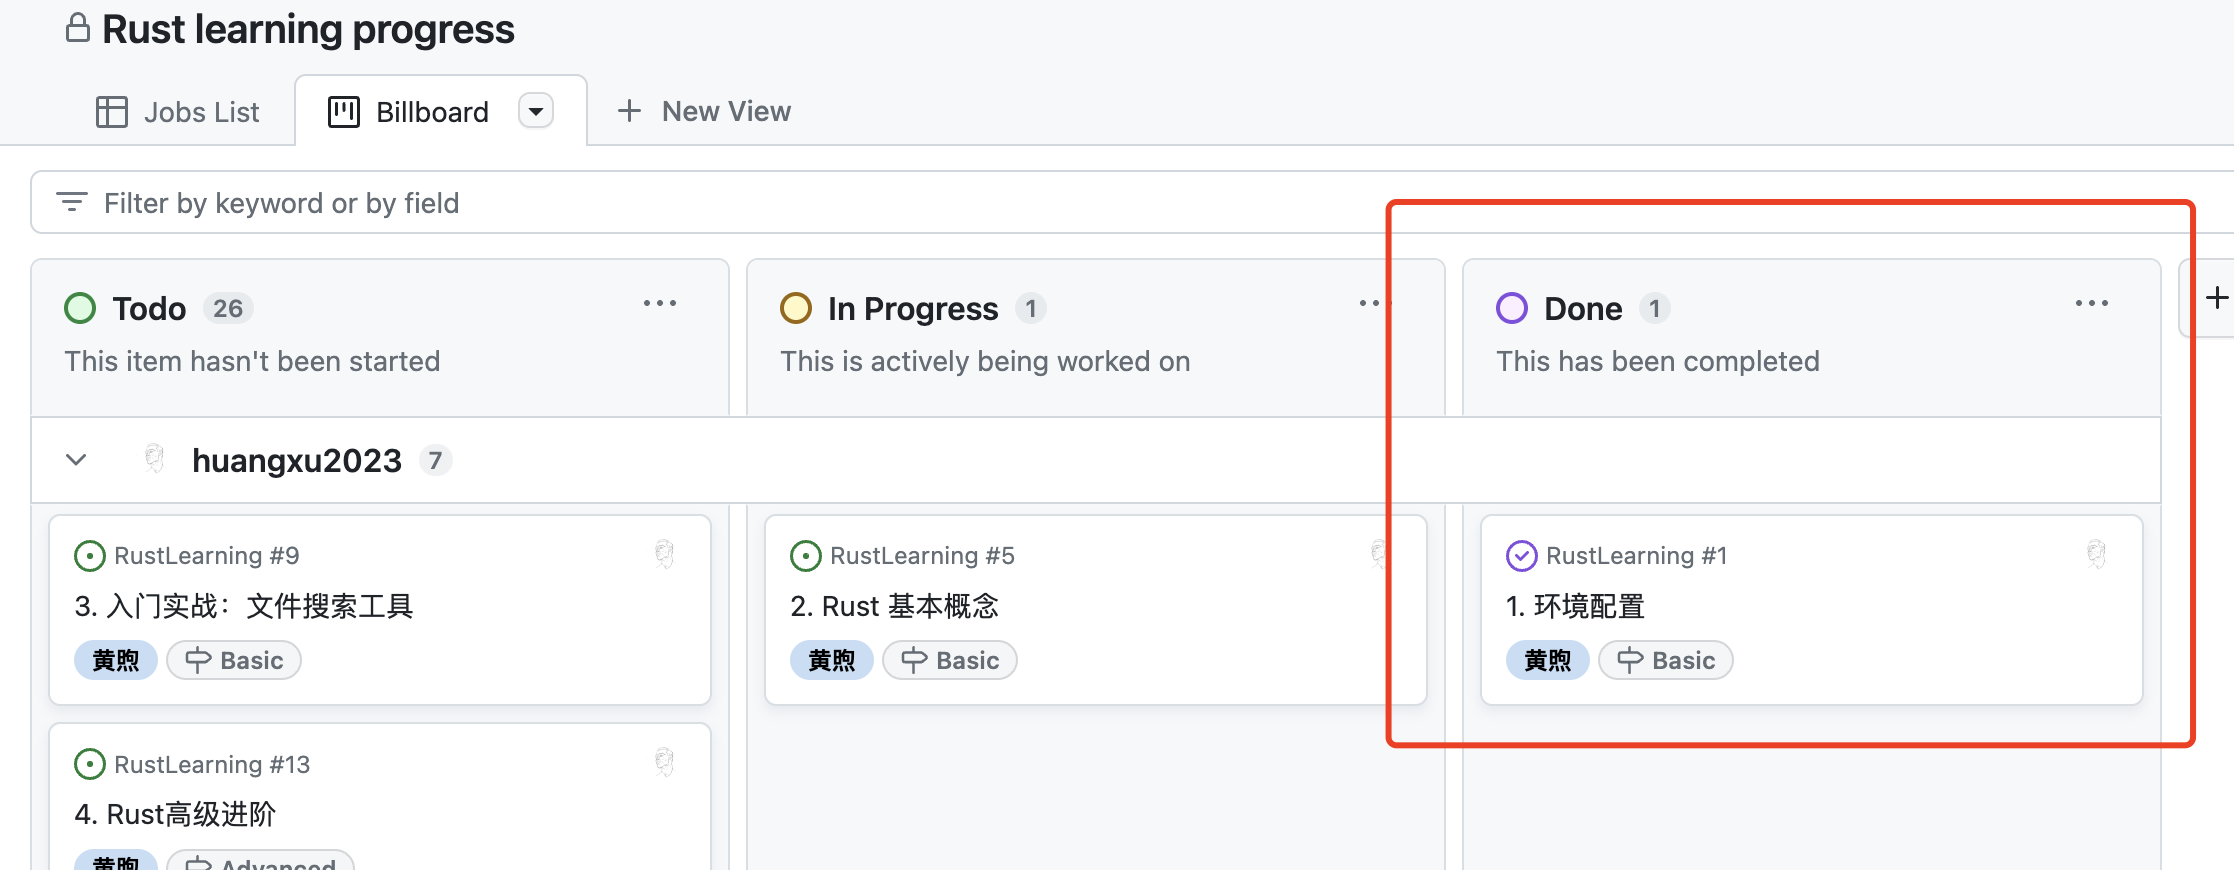 Rust learning progress
Jobs List
Billboard
New View
Filter by keyword or by field
Todo 26
This item hasn't been started
In Progress 1
This is actively being worked on
Done 1
This has been completed
huangxu2023 7
RustLearning #9
3. 入门实战：文件搜索工具
黄煦 Basic
RustLearning #13
4. Rust高级进阶
黄煦 Advanced
RustLearning #5
2. Rust 基本概念
黄煦 Basic
RustLearning #1
1. 环境配置
黄煦 Basic